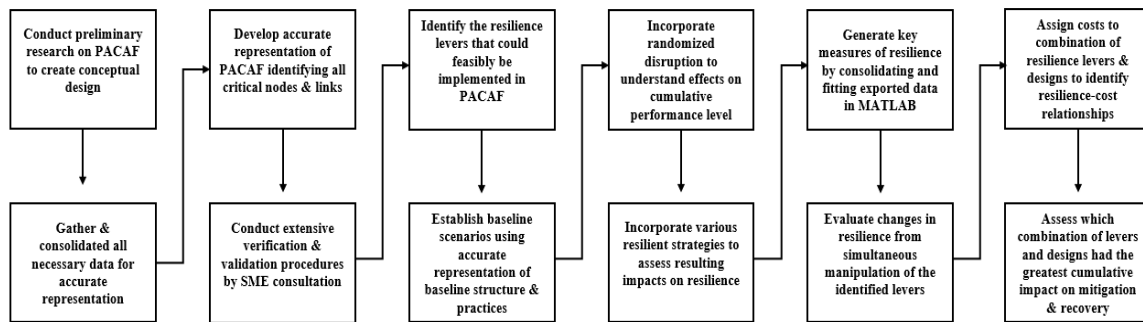 Conduct preliminary
research on PACAF
to create conceptual
design
Gather &
consolidated all
necessary data for
accurate
representation
Develop accurate
representation of
PACAF identifying all
critical nodes & links
Conduct extensive
verification &
validation procedures
by SME consultation
Identify the resilience
levers that could
feasibly be
implemented in
PACAF
Establish baseline
scenarios using
accurate
representation of
baseline structure &
practices
Incorporate
randomized
disruption to
understand effects on
cumulative
performance level
Incorporate various
resilient strategies to
assess resulting
impacts on resilience
Generate key
measures of resilience
by consolidating and
fitting exported data
in MATLAB
Evaluate changes in
resilience from
simultaneous
manipulation of the
identified levers
Assign costs to
combination of
resilience levers &
designs to identify
resilience-cost
relationships
Assess which
combination of levers
and designs had the
greatest cumulative
impact on mitigation
& recovery